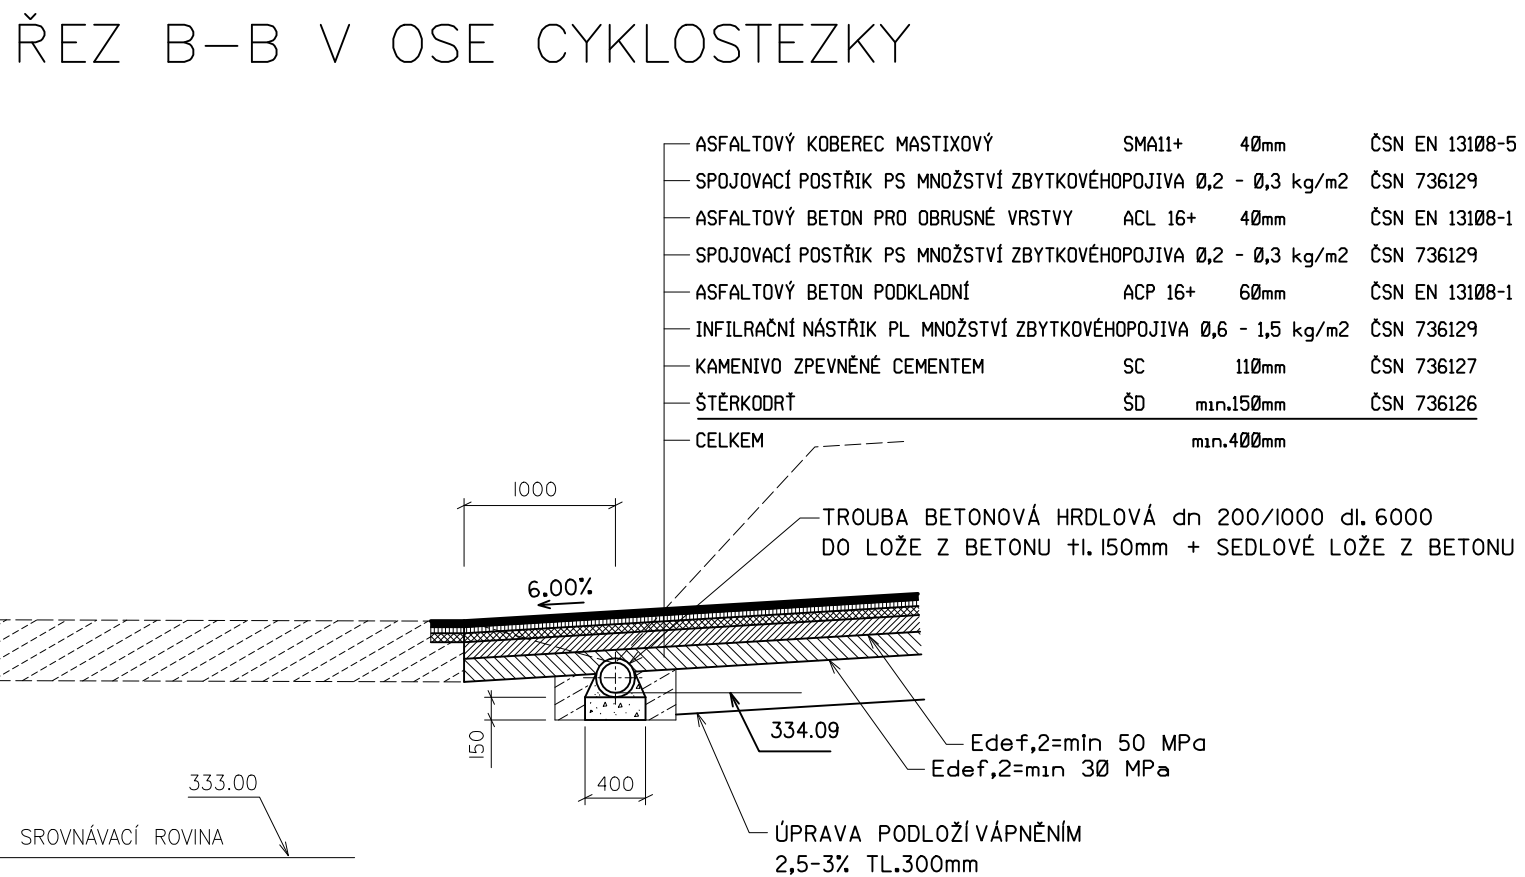 ŘEZ B-B V OSE CYKLOSTEZKY
ASFALTOVÝ KOBEREC MASTIXOVÝ SMA11+ 40mm ČSN EN 13108-5
SPOJOVACÍ POSTŘIK PS MNOŽSTVÍ ZBYTKOVÉHOPOJIVA 0,2 - 0,3 kg/m2 ČSN 736129
ASFALTOVÝ BETON PRO OBRUSNÉ VRSTVY ACL 16+ 40mm ČSN EN 13108-1
SPOJOVACÍ POSTŘIK PS MNOŽSTVÍ ZBYTKOVÉHOPOJIVA 0,2 - 0,3 kg/m2 ČSN 736129
ASFALTOVÝ BETON PODKLADNÍ ACP 16+ 60mm ČSN EN 13108-1
INFILRAČNÍ NÁSTŘIK PL MNOŽSTVÍ ZBYTKOVÉHOPOJIVA 0,6 - 1,5 kg/m2 ČSN 736129
KAMENIVO ZPEVNĚNÉ CEMENTEM SC 110mm ČSN 736127
ŠTĚRKODRŤ ŠD min.150mm ČSN 736126
CELKEM min.400mm
1000
TROUBA BETONOVÁ HRDLOVÁ dn 200/1000 dl. 6000
DO LOŽE Z BETONU tl. 150mm + SEDLOVÉ LOŽE Z BETONU
6.00%
334.09
150
400
Edef,2=min 50 MPa
Edef,2=min 30 MPa
333.00
SROVNÁVACÍ ROVINA
ÚPRAVA PODLOŽÍ VÁPNĚNÍM
2,5-3% TL.300mm